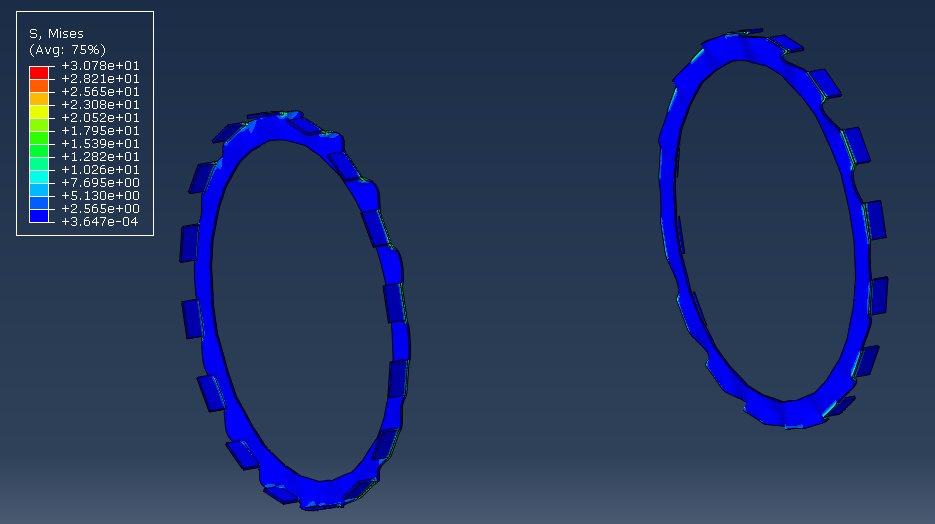 S, Mises
(Avg: 75%)
+3.078e+01
+2.821e+01
+2.565e+01
+2.308e+01
+2.052e+01
+1.795e+01
+1.539e+01
+1.282e+01
+1.026e+01
+7.695e+00
+5.130e+00
+2.565e+00
+3.647e-04